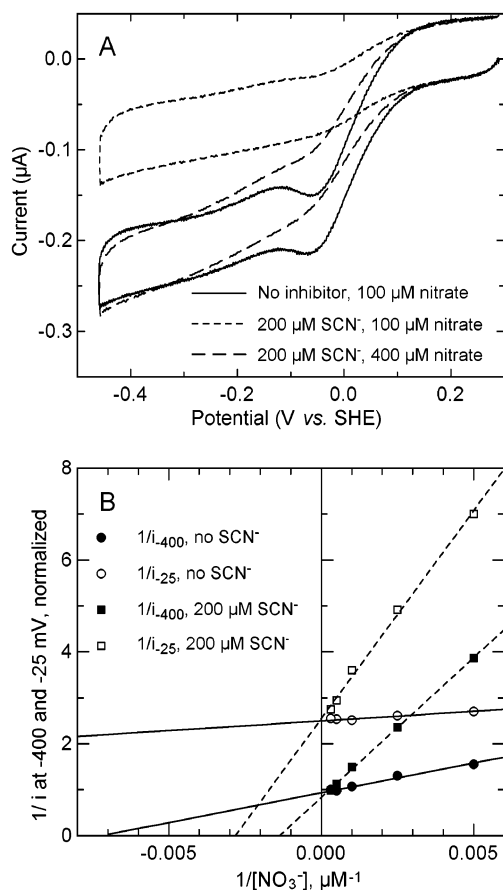 A
0.0
-0.1
-0.2
-0.3
Current (µA)
No inhibitor, 100 µM nitrate
200 µM SCN⁻, 100 µM nitrate
200 µM SCN⁻, 400 µM nitrate
-0.4 -0.2 0.0 0.2
Potential (V vs. SHE)
B
8
6
4
2
0
1/ i at -400 and -25 mV, normalized
1/i-400, no SCN⁻
1/i-25, no SCN⁻
1/i-400, 200 µM SCN⁻
1/i-25, 200 µM SCN⁻
-0.005 0.000 0.005
1/[NO₃⁻], µM⁻¹